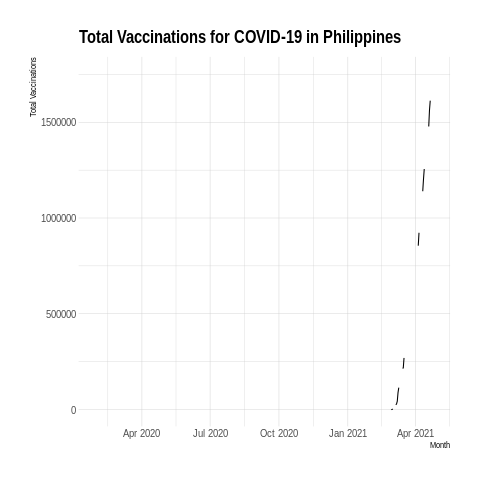 Total Vaccinations for COVID-19 in Philippines
Total Vaccinations
1500000
1000000
500000
0
Apr 2020 Jul 2020 Oct 2020 Jan 2021 Apr 2021
Month